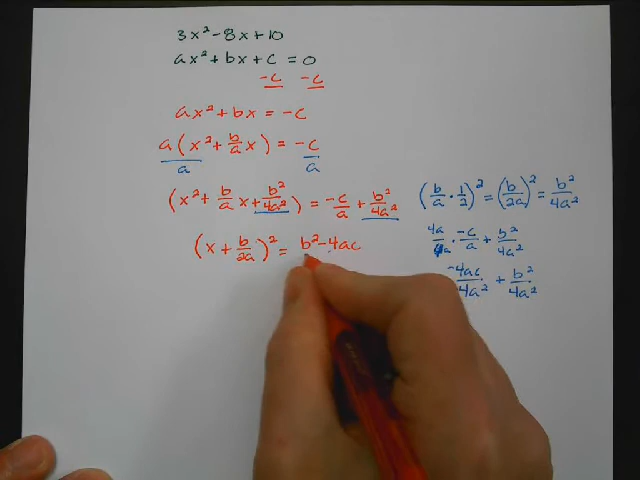 3x² - 8x + 10
ax² + bx + c = 0
-c -c
ax² + bx = -c
a(x² + b/a x) = -c
a a
(x² + b/a x + b²/4a²) = -c/a + b²/4a²
(x + b/2a)² = b² - 4ac
(b/a · 1/2)² = (b/2a)² = b²/4a²
4a/4a · -c/a + b²/4a²
-4ac/4a² + b²/4a²